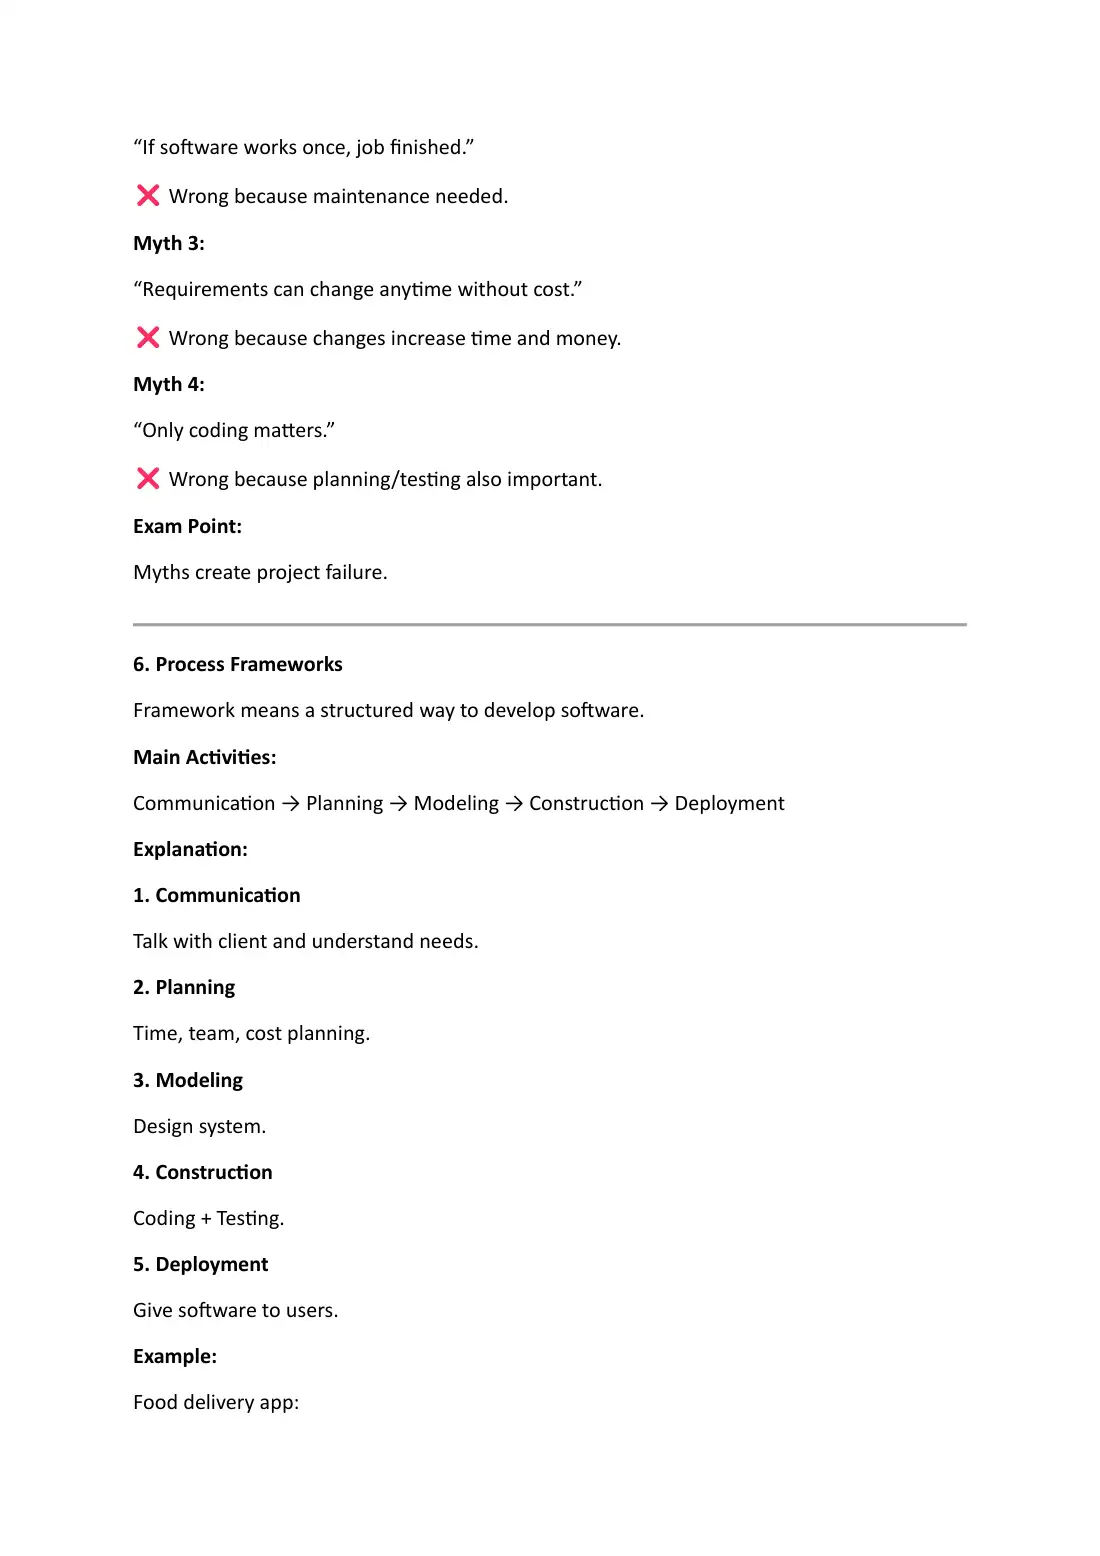 “If software works once, job finished.”
❌ Wrong because maintenance needed.
Myth 3:
“Requirements can change anytime without cost.”
❌ Wrong because changes increase time and money.
Myth 4:
“Only coding matters.”
❌ Wrong because planning/testing also important.
Exam Point:
Myths create project failure.
6. Process Frameworks
Framework means a structured way to develop software.
Main Activities:
Communication → Planning → Modeling → Construction → Deployment
Explanation:
1. Communication
Talk with client and understand needs.
2. Planning
Time, team, cost planning.
3. Modeling
Design system.
4. Construction
Coding + Testing.
5. Deployment
Give software to users.
Example:
Food delivery app: